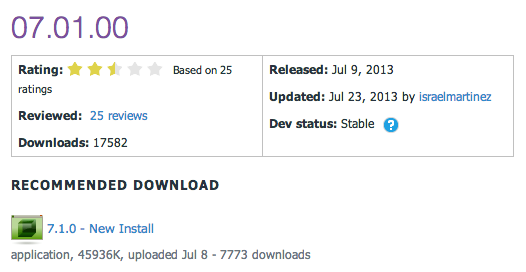 07.01.00
Rating: Based on 25
ratings
Reviewed: 25 reviews
Downloads: 17582
Released: Jul 9, 2013
Updated: Jul 23, 2013 by israelmartinez
Dev status: Stable ?
RECOMMENDED DOWNLOAD
7.1.0 - New Install
application, 45936K, uploaded Jul 8 - 7773 downloads